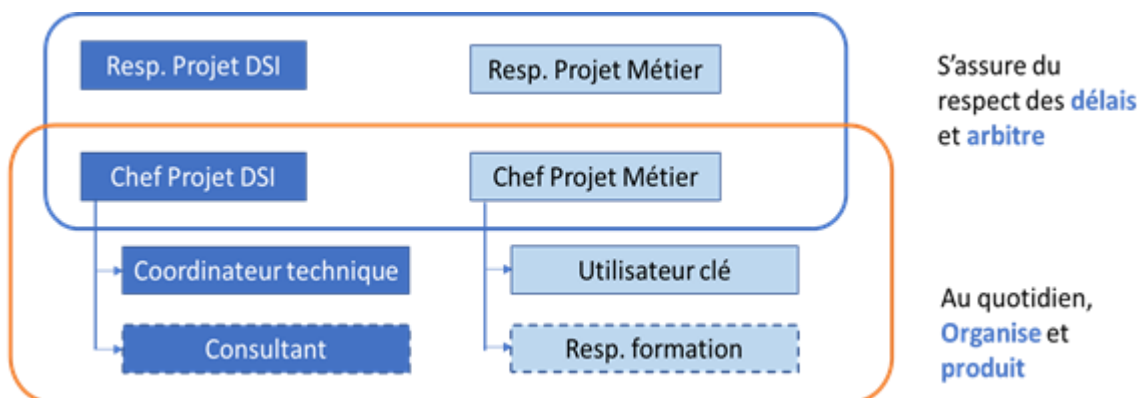 Resp. Projet DSI
Resp. Projet Métier
S'assure du
respect des délais
et arbitre
Chef Projet DSI
Chef Projet Métier
Coordinateur technique
Utilisateur clé
Consultant
Resp. formation
Au quotidien,
Organise et
produit